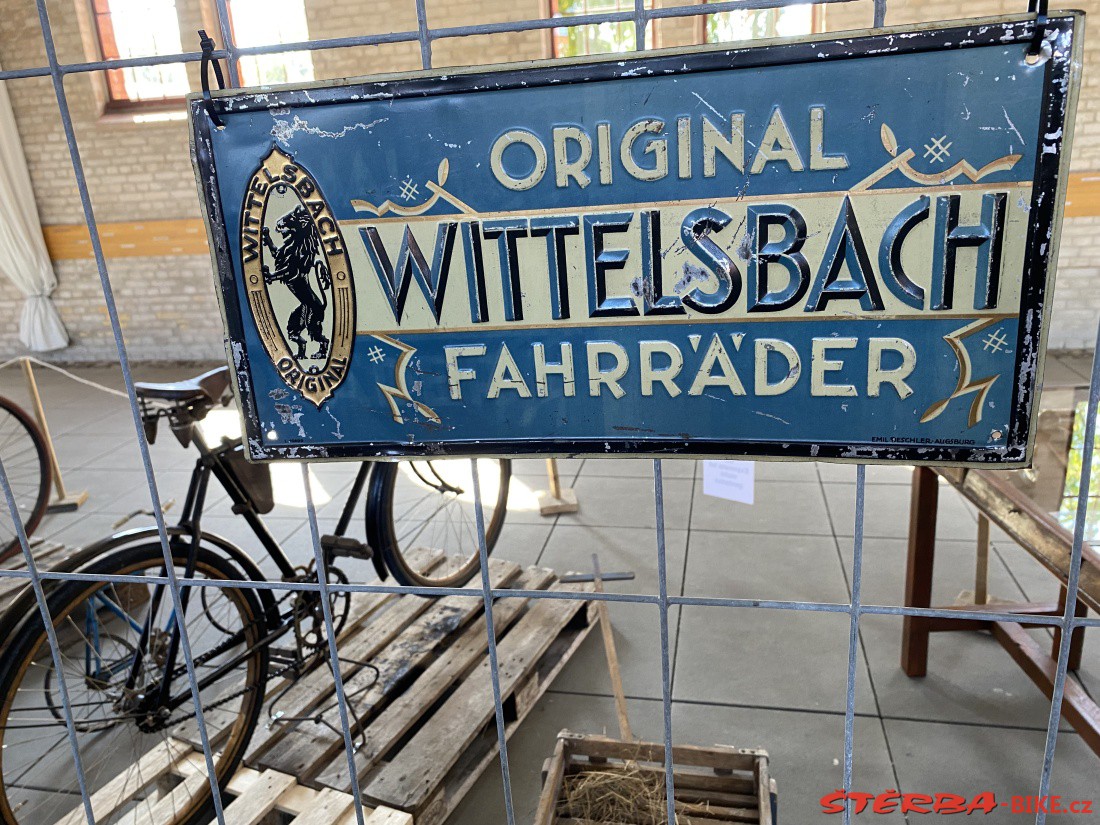 ORIGINAL
WITTELSBACH
FAHRRÄDER
WITTELSBACH
ORIGINAL
EMIL OESCHLER-AUGSBURG
ŠTĚRBA-BIKE.cz